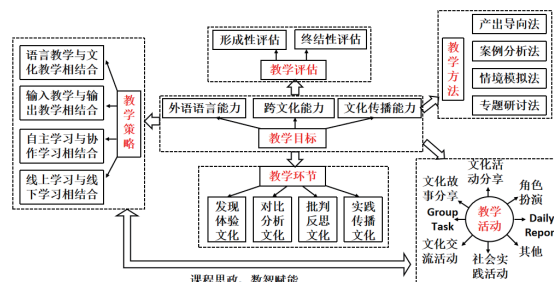 形成性评估
终结性评估
教学评估
语言教学与文
化教学相结合
输入教学与输
出教学相结合
自主学习与协
作学习相结合
线上学习与线
下学习相结合
教学
策略
外语语言能力
跨文化能力
文化传播能力
教学目标
教学
方法
产出导向法
案例分析法
情境模拟法
专题研讨法
教学环节
发现
体验
文化
对比
分析
文化
批判
反思
文化
实践
传播
文化
文化活
动分享
文化故
事分享
角色
扮演
Group
Task
教学
活动
Daily
Report
文化交
流活动
社会实
践活动
其他
课程思政、数智赋能